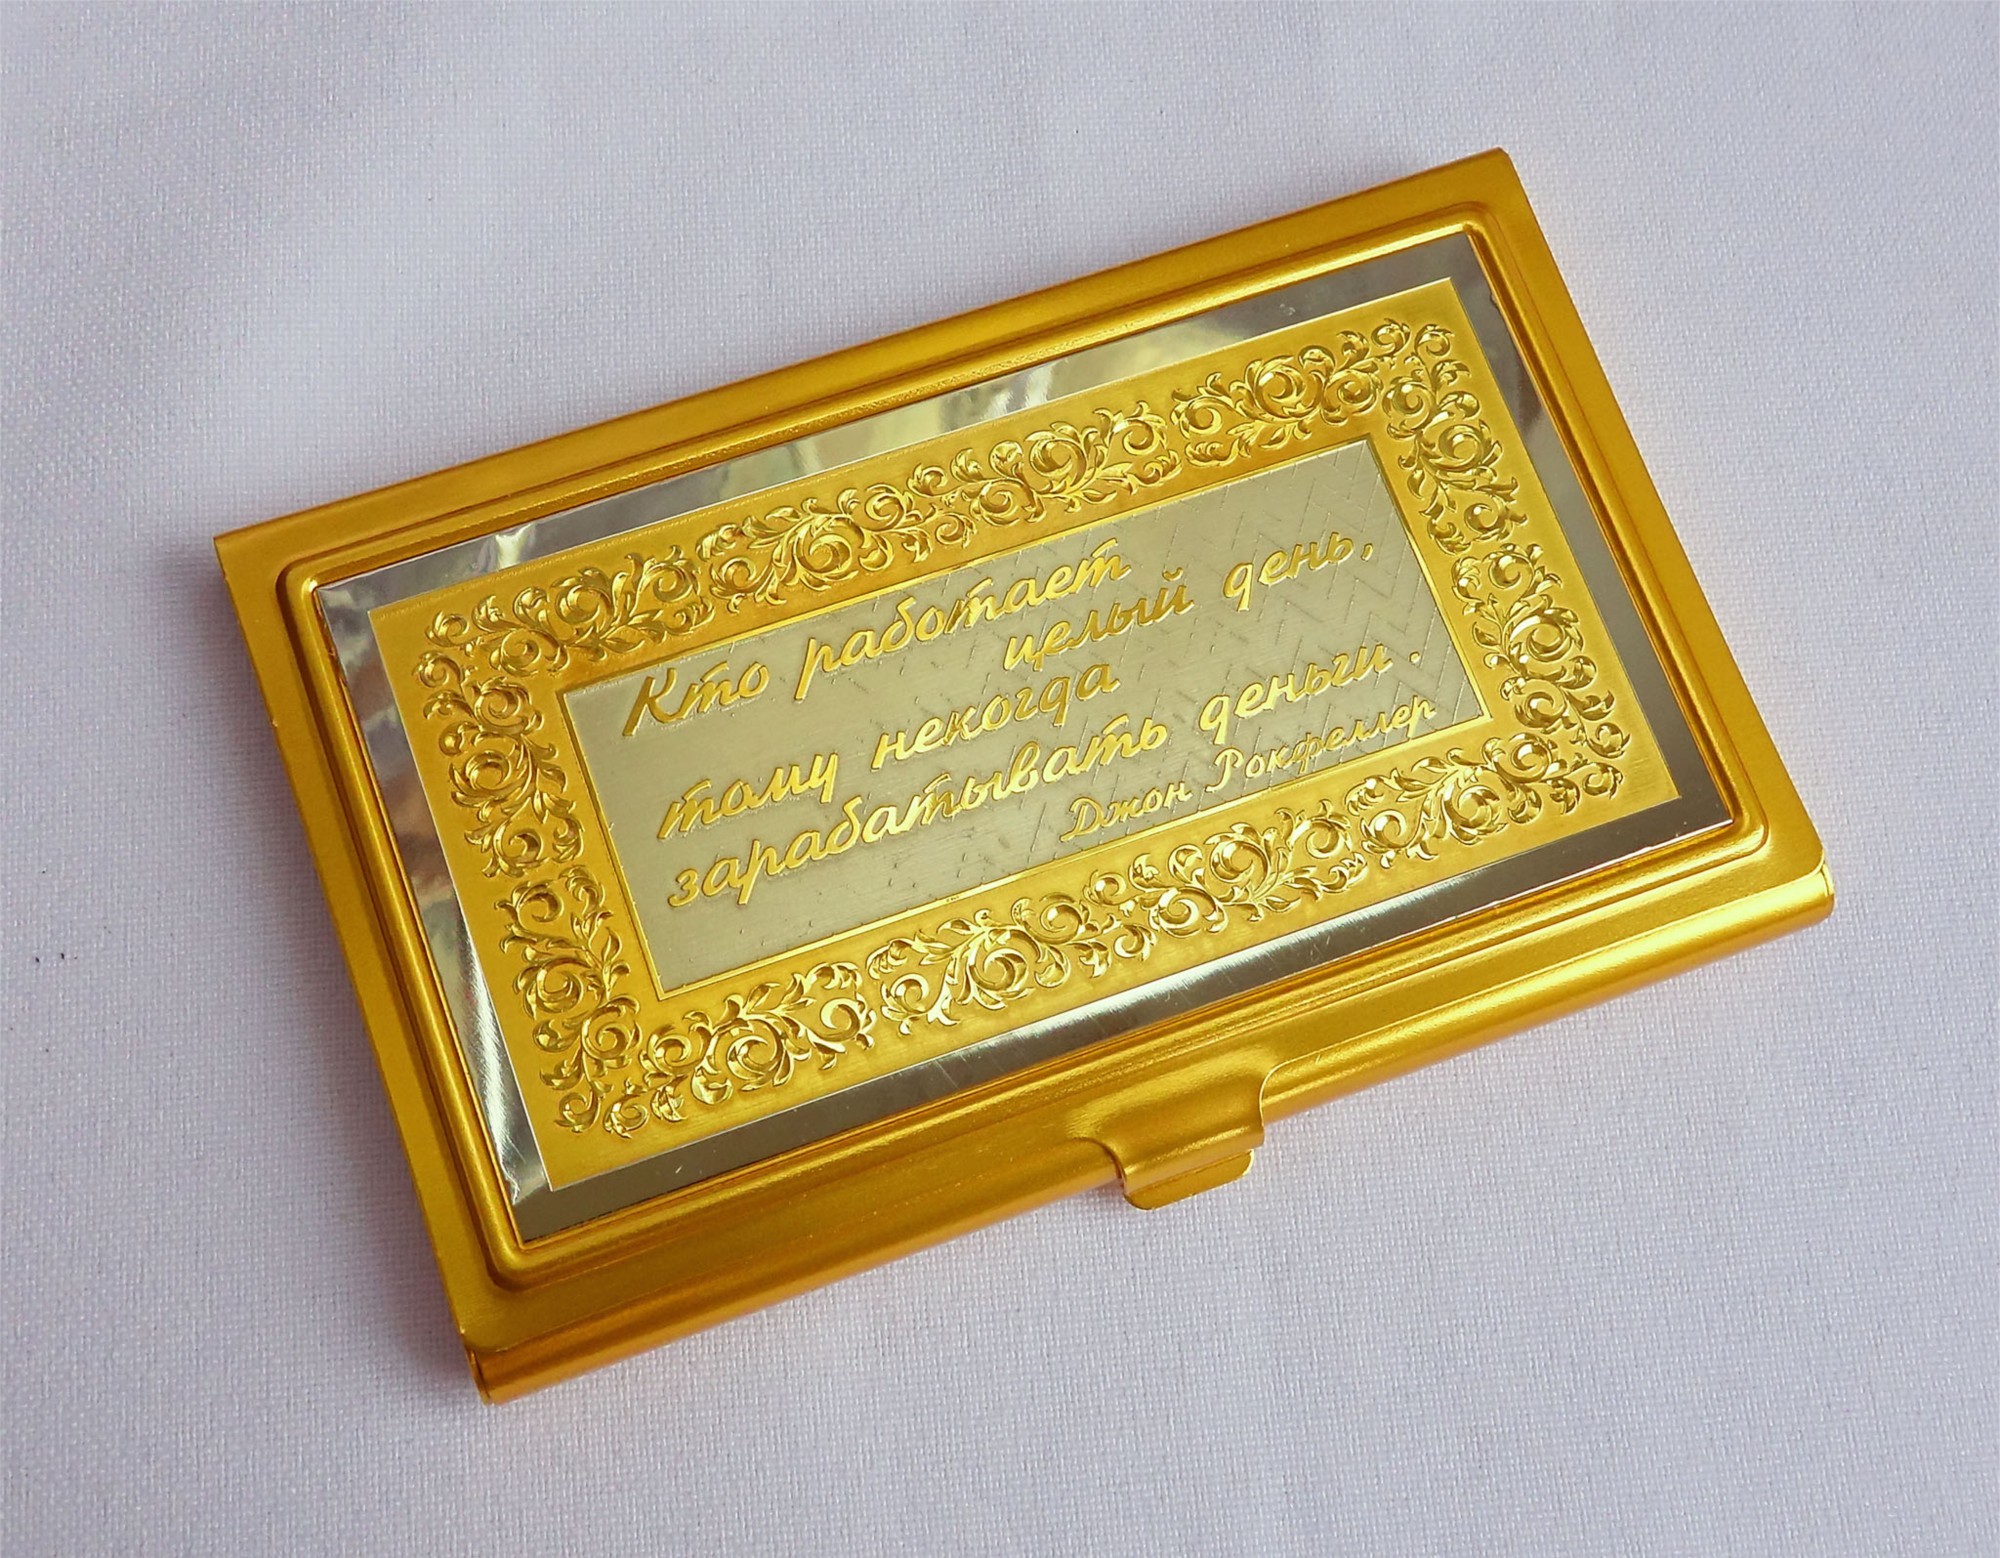 Кто работает
целый день,
тому некогда
зарабатывать деньги.
Джон Рокфеллер